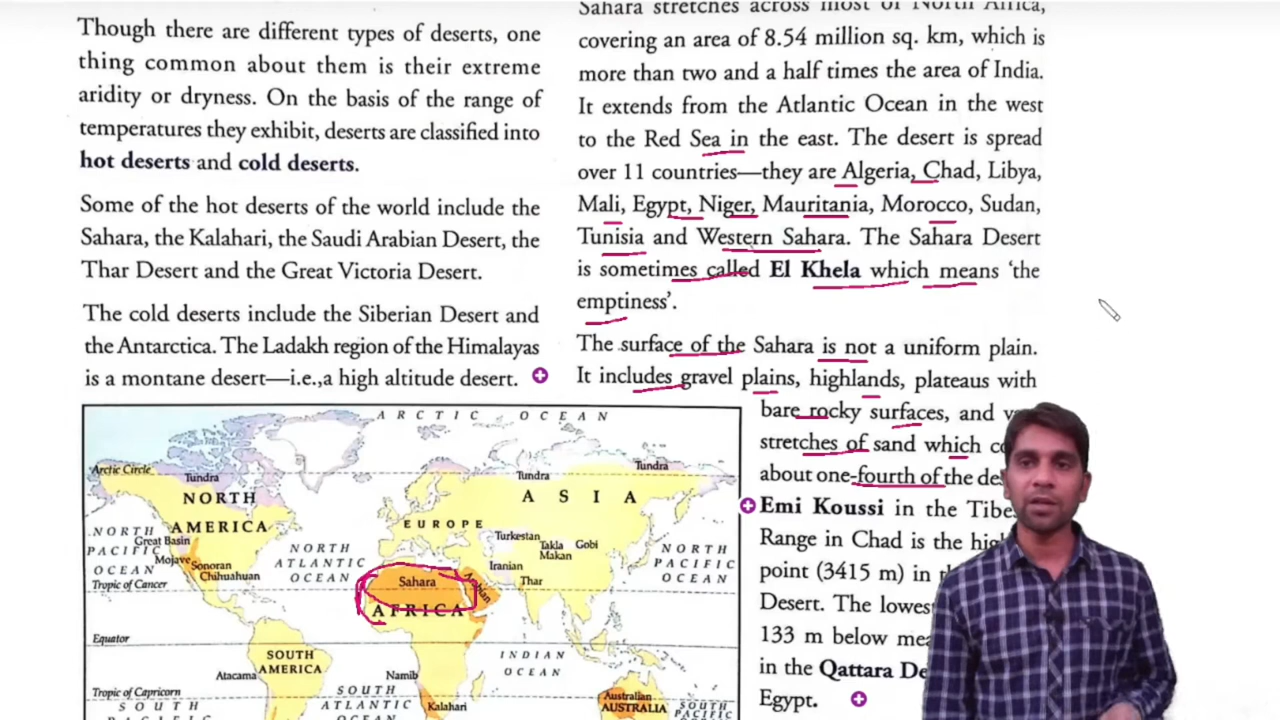 Though there are different types of deserts, one
thing common about them is their extreme
aridity or dryness. On the basis of the range of
temperatures they exhibit, deserts are classified into
hot deserts and cold deserts.
Some of the hot deserts of the world include the
Sahara, the Kalahari, the Saudi Arabian Desert, the
Thar Desert and the Great Victoria Desert.
The cold deserts include the Siberian Desert and
the Antarctica. The Ladakh region of the Himalayas
is a montane desert—i.e.,a high altitude desert.
Sahara stretches across most of North Africa,
covering an area of 8.54 million sq. km, which is
more than two and a half times the area of India.
It extends from the Atlantic Ocean in the west
to the Red Sea in the east. The desert is spread
over 11 countries—they are Algeria, Chad, Libya,
Mali, Egypt, Niger, Mauritania, Morocco, Sudan,
Tunisia and Western Sahara. The Sahara Desert
is sometimes called El Khela which means ‘the
emptiness’.
The surface of the Sahara is not a uniform plain.
It includes gravel plains, highlands, plateaus with
bare rocky surfaces, and
stretches of sand which
about one-fourth of the
Emi Koussi in the
Range in Chad is the
point (3415 m) in
Desert. The
133 m below
in the Qattara
Egypt.
ARCTIC OCEAN
Arctic Circle
Tundra
Tundra
Tundra
NORTH
AMERICA
ASIA
EUROPE
NORTH
PACIFIC
OCEAN
Great Basin
Mojave
Sonoran
Chihuahuan
NORTH
ATLANTIC
OCEAN
Turkestan
Takla
Makan
Gobi
Iranian
Thar
NORTH
PACIFIC
OCEAN
Tropic of Cancer
Sahara
Arabian
AFRICA
Equator
SOUTH
AMERICA
INDIAN
OCEAN
Atacama
Namib
Tropic of Capricorn
SOUTH
ATLANTIC
OCEAN
Kalahari
Australian
AUSTRALIA
SOUTH
PACIFIC
SOUTH
PACIFIC